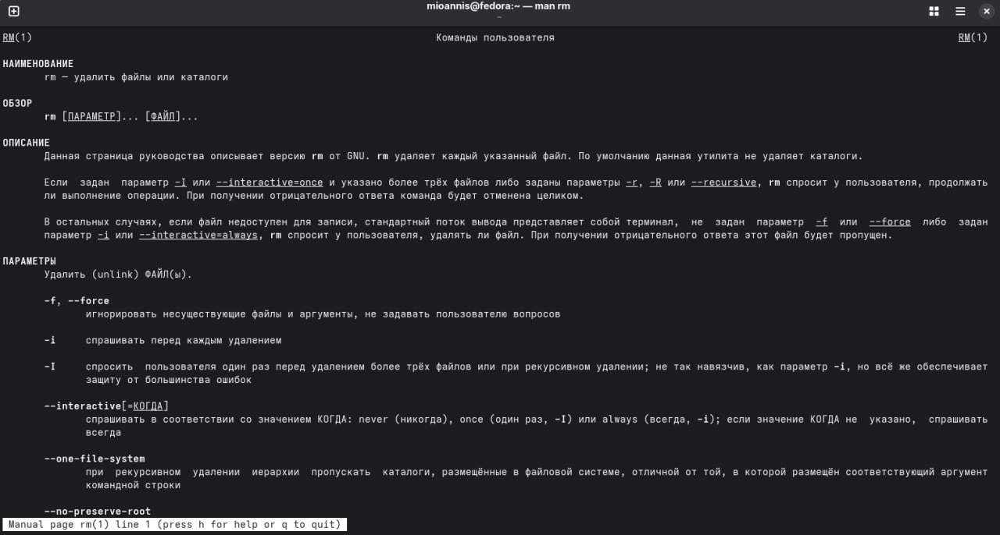 mioannis@fedora:~ — man rm
~
RM(1) Команды пользователя RM(1)
НАИМЕНОВАНИЕ
rm — удалить файлы или каталоги
ОБЗОР
rm [ПАРАМЕТР]... [ФАЙЛ]...
ОПИСАНИЕ
Данная страница руководства описывает версию rm от GNU. rm удаляет каждый указанный файл. По умолчанию данная утилита не удаляет каталоги.
Если задан параметр -I или --interactive=once и указано более трёх файлов либо заданы параметры -r, -R или --recursive, rm спросит у пользователя, продолжать
ли выполнение операции. При получении отрицательного ответа команда будет отменена целиком.
В остальных случаях, если файл недоступен для записи, стандартный поток вывода представляет собой терминал, не задан параметр -f или --force либо задан
параметр -i или --interactive=always, rm спросит у пользователя, удалять ли файл. При получении отрицательного ответа этот файл будет пропущен.
ПАРАМЕТРЫ
Удалить (unlink) ФАЙЛ(ы).
-f, --force
игнорировать несуществующие файлы и аргументы, не задавать пользователю вопросов
-i спрашивать перед каждым удалением
-I спросить пользователя один раз перед удалением более трёх файлов или при рекурсивном удалении; не так навязчив, как параметр -i, но всё же обеспечивает
защиту от большинства ошибок
--interactive[=КОГДА]
спрашивать в соответствии со значением КОГДА: never (никогда), once (один раз, -I) или always (всегда, -i); если значение КОГДА не указано, спрашивать
всегда
--one-file-system
при рекурсивном удалении иерархии пропускать каталоги, размещённые в файловой системе, отличной от той, в которой размещён соответствующий аргумент
командной строки
--no-preserve-root
Manual page rm(1) line 1 (press h for help or q to quit)